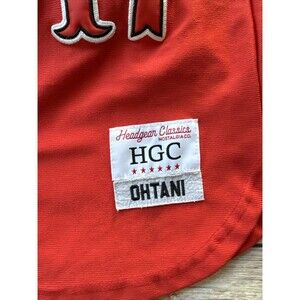 Headgear Classics
NOSTALGIA CO.
HGC
OHTANI